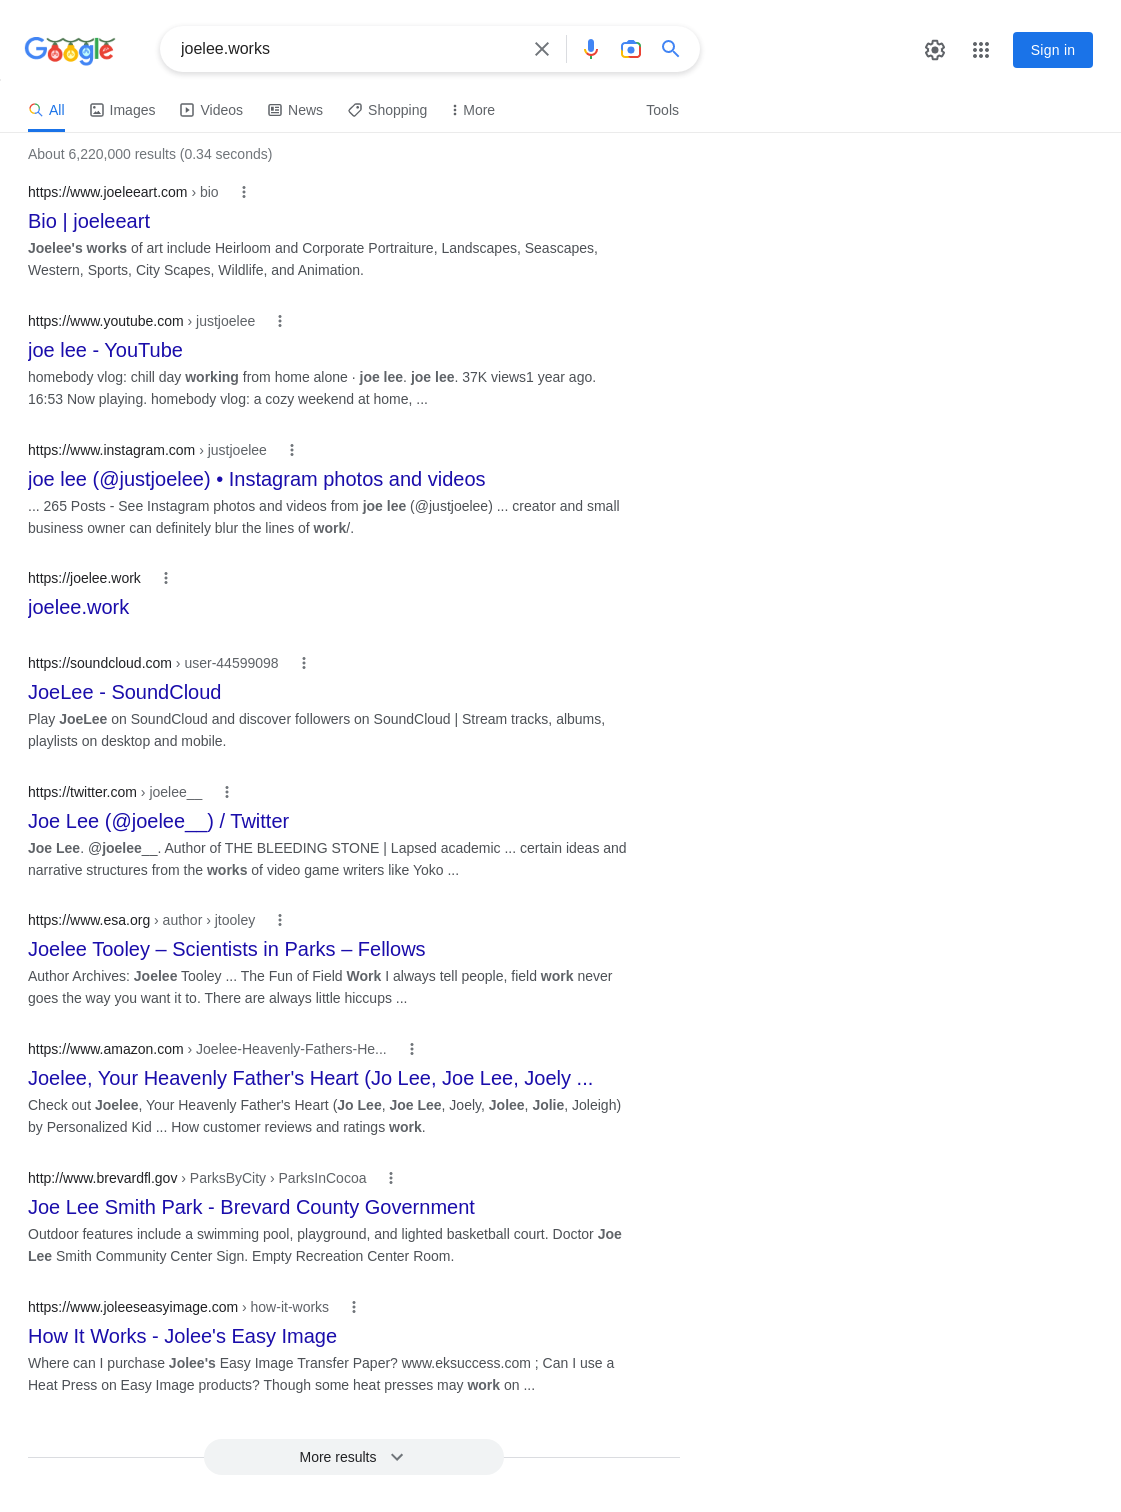 Google
joelee.works
Sign in
All
Images
Videos
News
Shopping
More
Tools
About 6,220,000 results (0.34 seconds)
https://www.joeleeart.com › bio
Bio | joeleeart
Joelee's works of art include Heirloom and Corporate Portraiture, Landscapes, Seascapes,
Western, Sports, City Scapes, Wildlife, and Animation.
https://www.youtube.com › justjoelee
joe lee - YouTube
homebody vlog: chill day working from home alone · joe lee. joe lee. 37K views1 year ago.
16:53 Now playing. homebody vlog: a cozy weekend at home, ...
https://www.instagram.com › justjoelee
joe lee (@justjoelee) • Instagram photos and videos
... 265 Posts - See Instagram photos and videos from joe lee (@justjoelee) ... creator and small
business owner can definitely blur the lines of work/.
https://joelee.work
joelee.work
https://soundcloud.com › user-44599098
JoeLee - SoundCloud
Play JoeLee on SoundCloud and discover followers on SoundCloud | Stream tracks, albums,
playlists on desktop and mobile.
https://twitter.com › joelee__
Joe Lee (@joelee__) / Twitter
Joe Lee. @joelee__. Author of THE BLEEDING STONE | Lapsed academic ... certain ideas and
narrative structures from the works of video game writers like Yoko ...
https://www.esa.org › author › jtooley
Joelee Tooley – Scientists in Parks – Fellows
Author Archives: Joelee Tooley ... The Fun of Field Work I always tell people, field work never
goes the way you want it to. There are always little hiccups ...
https://www.amazon.com › Joelee-Heavenly-Fathers-He...
Joelee, Your Heavenly Father's Heart (Jo Lee, Joe Lee, Joely ...
Check out Joelee, Your Heavenly Father's Heart (Jo Lee, Joe Lee, Joely, Jolee, Jolie, Joleigh)
by Personalized Kid ... How customer reviews and ratings work.
http://www.brevardfl.gov › ParksByCity › ParksInCocoa
Joe Lee Smith Park - Brevard County Government
Outdoor features include a swimming pool, playground, and lighted basketball court. Doctor Joe
Lee Smith Community Center Sign. Empty Recreation Center Room.
https://www.joleeseasyimage.com › how-it-works
How It Works - Jolee's Easy Image
Where can I purchase Jolee's Easy Image Transfer Paper? www.eksuccess.com ; Can I use a
Heat Press on Easy Image products? Though some heat presses may work on ...
More results